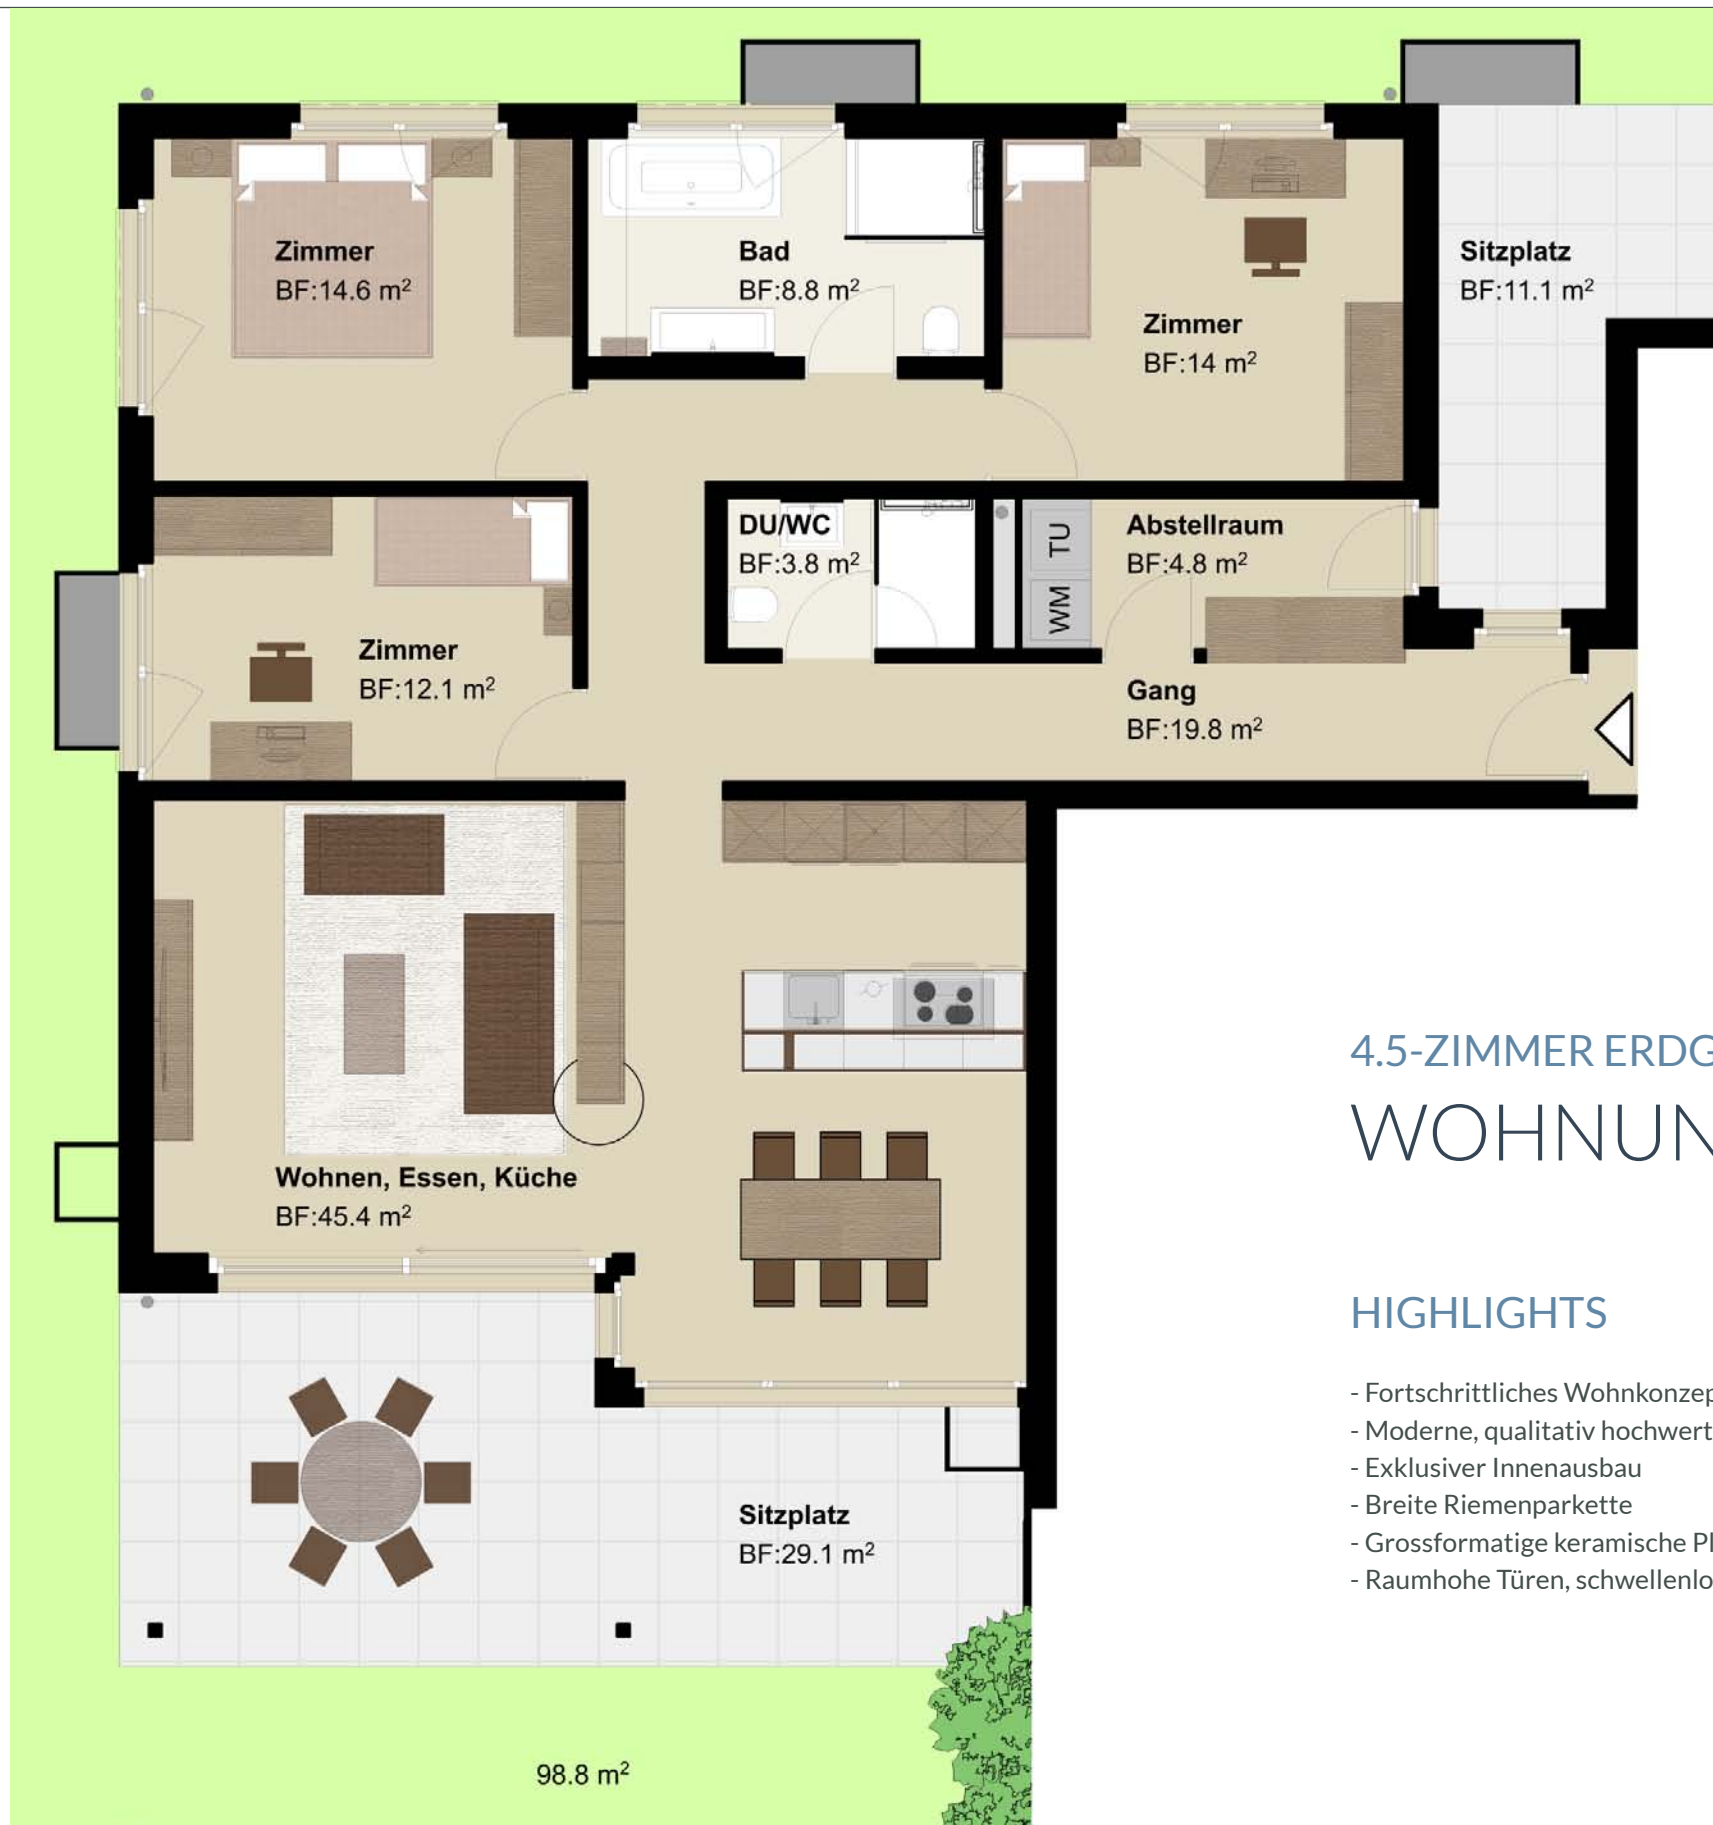 Zimmer
BF:14.6 m²
Bad
BF:8.8 m²
Zimmer
BF:14 m²
Sitzplatz
BF:11.1 m²
DU/WC
BF:3.8 m²
TU
WM
Abstellraum
BF:4.8 m²
Zimmer
BF:12.1 m²
Gang
BF:19.8 m²
Wohnen, Essen, Küche
BF:45.4 m²
Sitzplatz
BF:29.1 m²
98.8 m²
4.5-ZIMMER ERDG
WOHNUN
HIGHLIGHTS
- Fortschrittliches Wohnkonzep
- Moderne, qualitativ hochwert
- Exklusiver Innenausbau
- Breite Riemenparkette
- Grossformatige keramische Pl
- Raumhohe Türen, schwellenlo